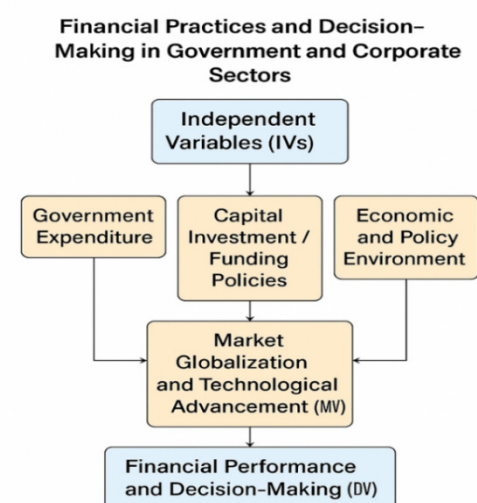 Financial Practices and Decision–
Making in Government and Corporate
Sectors
Independent
Variables (IVs)
Government
Expenditure
Capital
Investment /
Funding
Policies
Economic
and Policy
Environment
Market
Globalization
and Technological
Advancement (MV)
Financial Performance
and Decision-Making (DV)